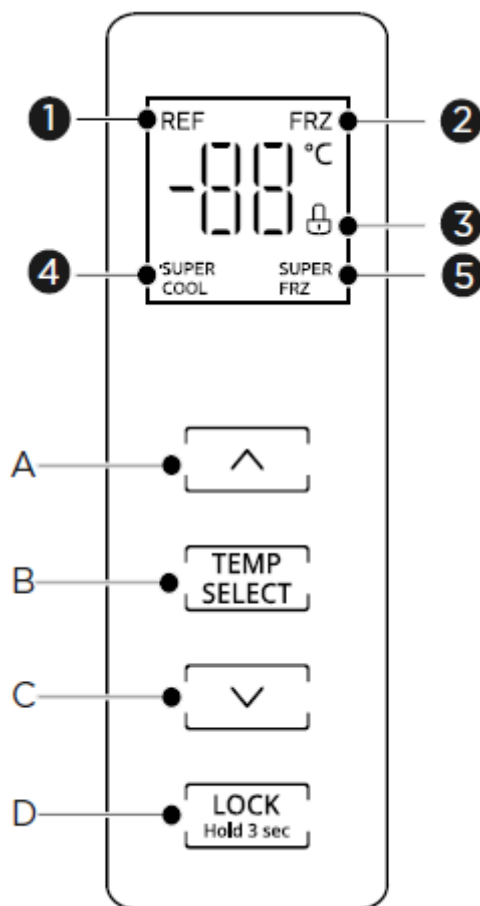 1 REF FRZ 2
-88 °C
3
4 SUPER COOL SUPER FRZ 5
A ∧
B TEMP
SELECT
C ∨
D LOCK
Hold 3 sec